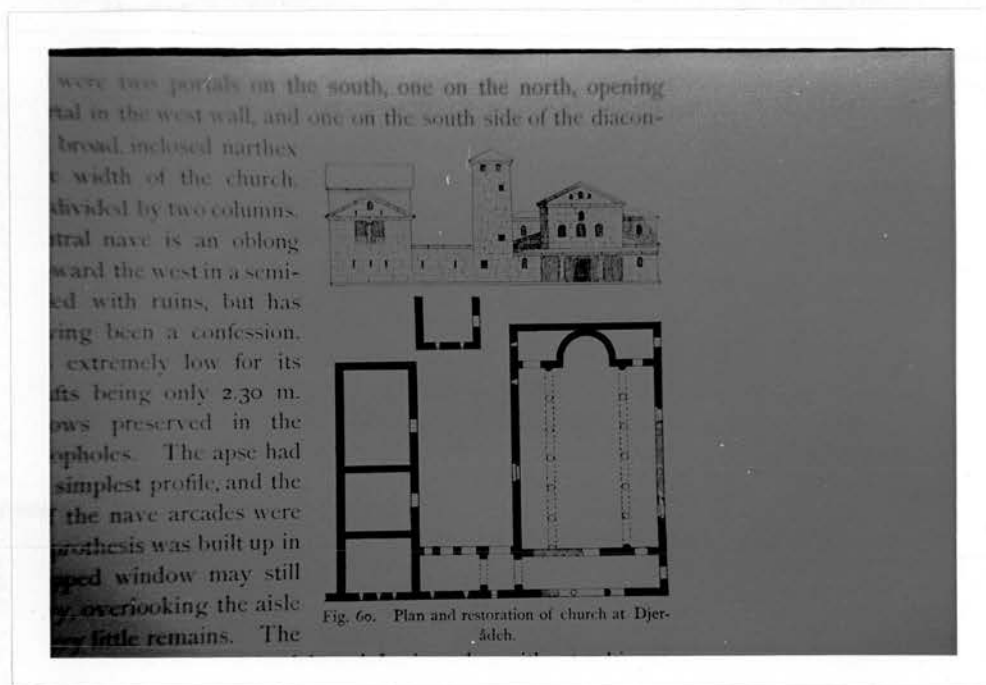 were two portals on the south, one on the north, opening
tal in the west wall, and one on the south side of the diacon-
broad, inclosed narthex
width of the church.
divided by two columns.
tral nave is an oblong
ward the west in a semi-
ed with ruins, but has
ving been a confession.
extremely low for its
fts being only 2.30 m.
ows preserved in the
opholes. The apse had
simplest profile, and the
f the nave arcades were
prothesis was built up in
pped window may still
y, overlooking the aisle
ery little remains. The
Fig. 60. Plan and restoration of church at Djer-
âdeh.